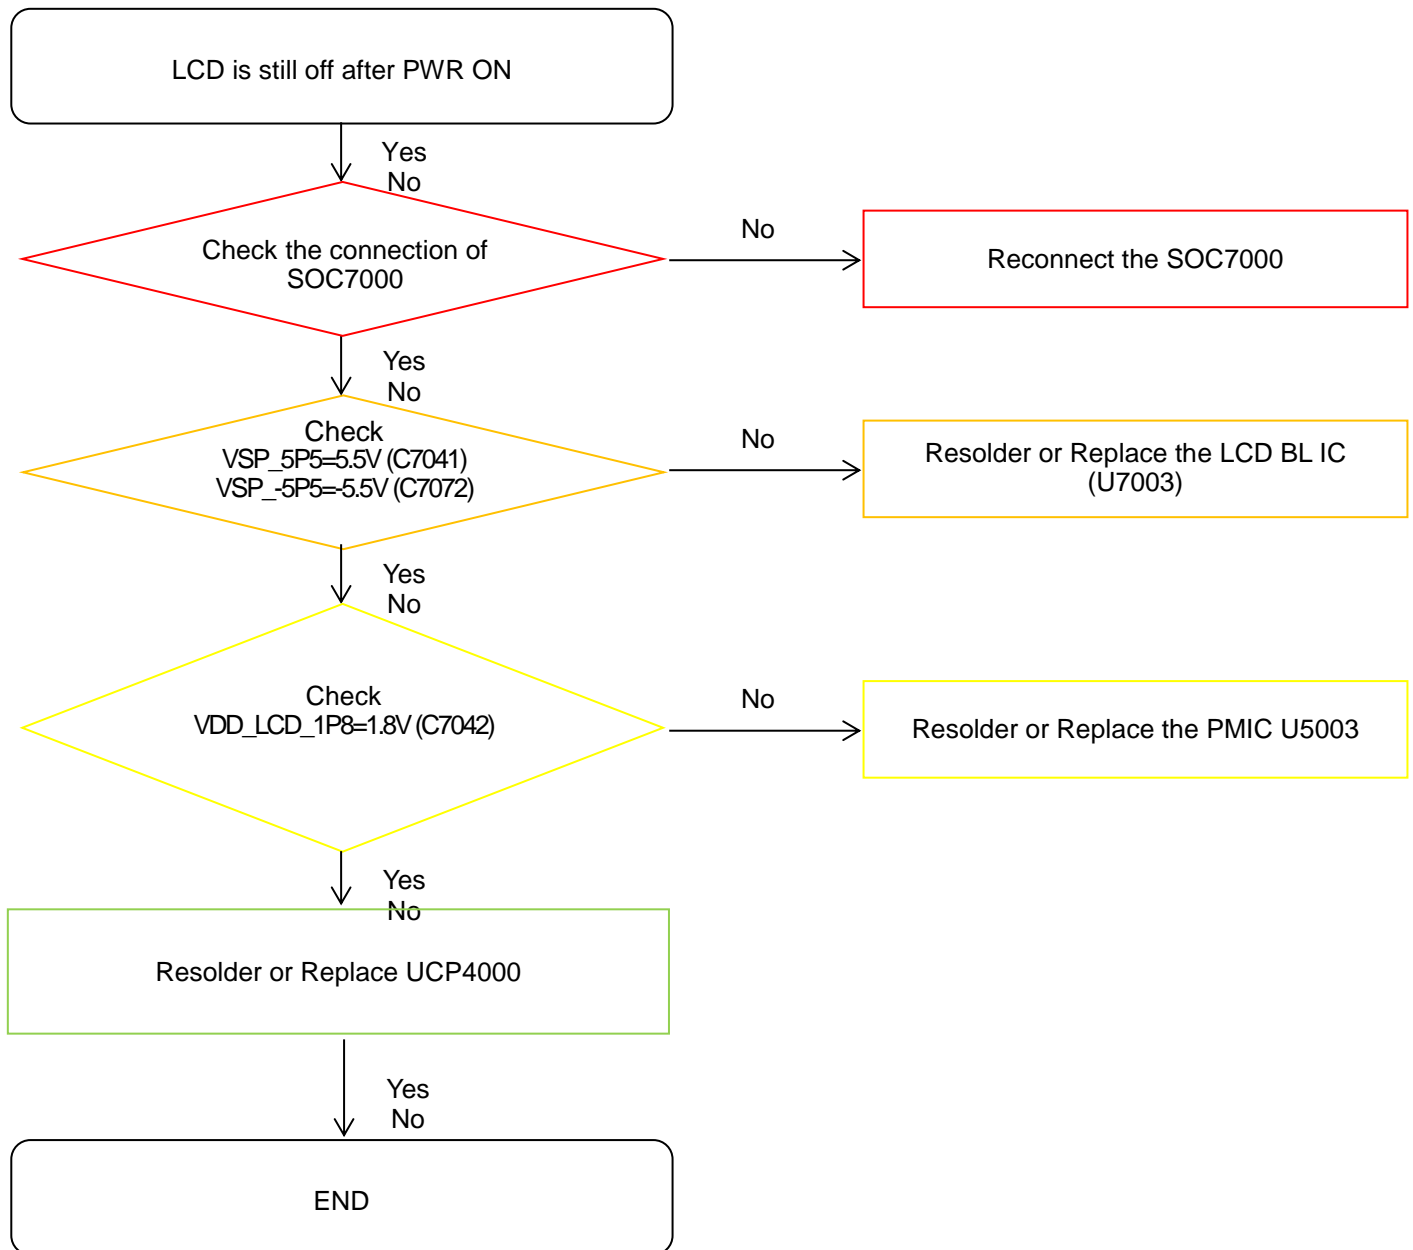 LCD is still off after PWR ON
Yes
No
Check the connection of
SOC7000
No
Reconnect the SOC7000
Yes
No
Check
VSP_5P5=5.5V (C7041)
VSP_-5P5=-5.5V (C7072)
No
Resolder or Replace the LCD BL IC
(U7003)
Yes
No
Check
VDD_LCD_1P8=1.8V (C7042)
No
Resolder or Replace the PMIC U5003
Yes
No
Resolder or Replace UCP4000
Yes
No
END